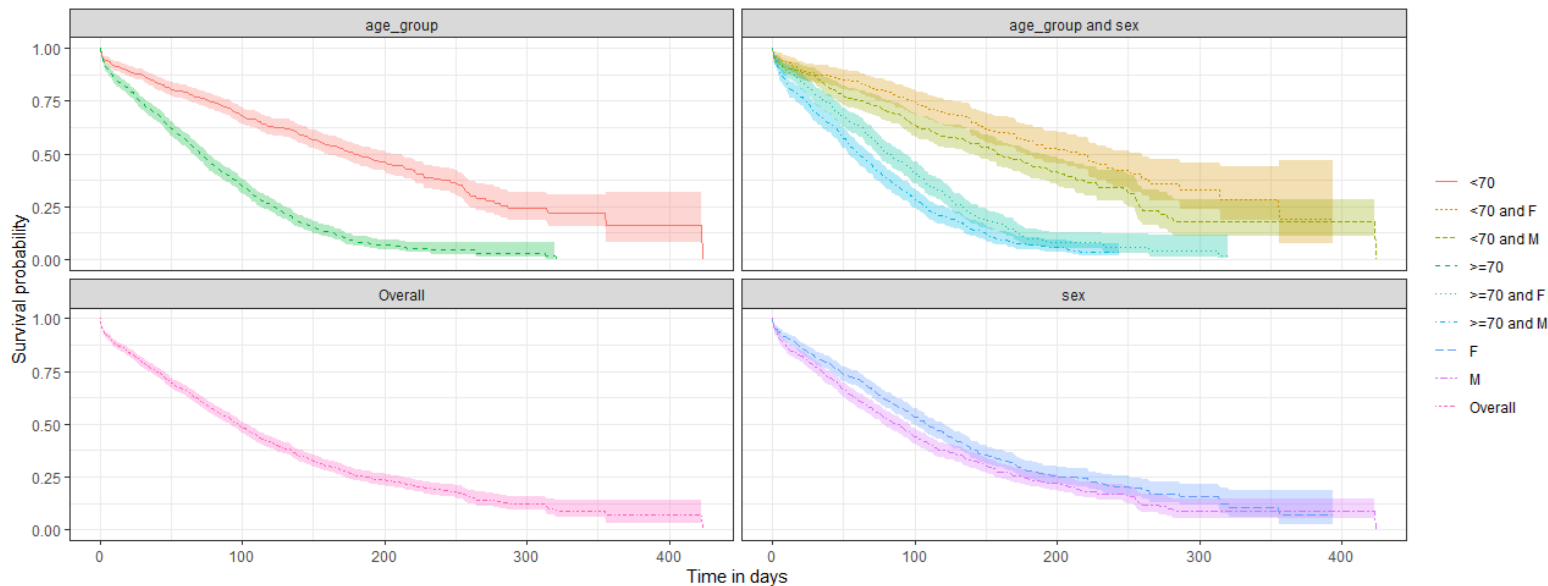 age_group
age_group and sex
1.00
0.75
0.50
0.25
0.00
Overall
sex
1.00
0.75
0.50
0.25
0.00
0
100
200
300
400
0
100
200
300
400
Survival probability
Time in days
<70
<70 and F
<70 and M
>=70
>=70 and F
>=70 and M
F
M
Overall